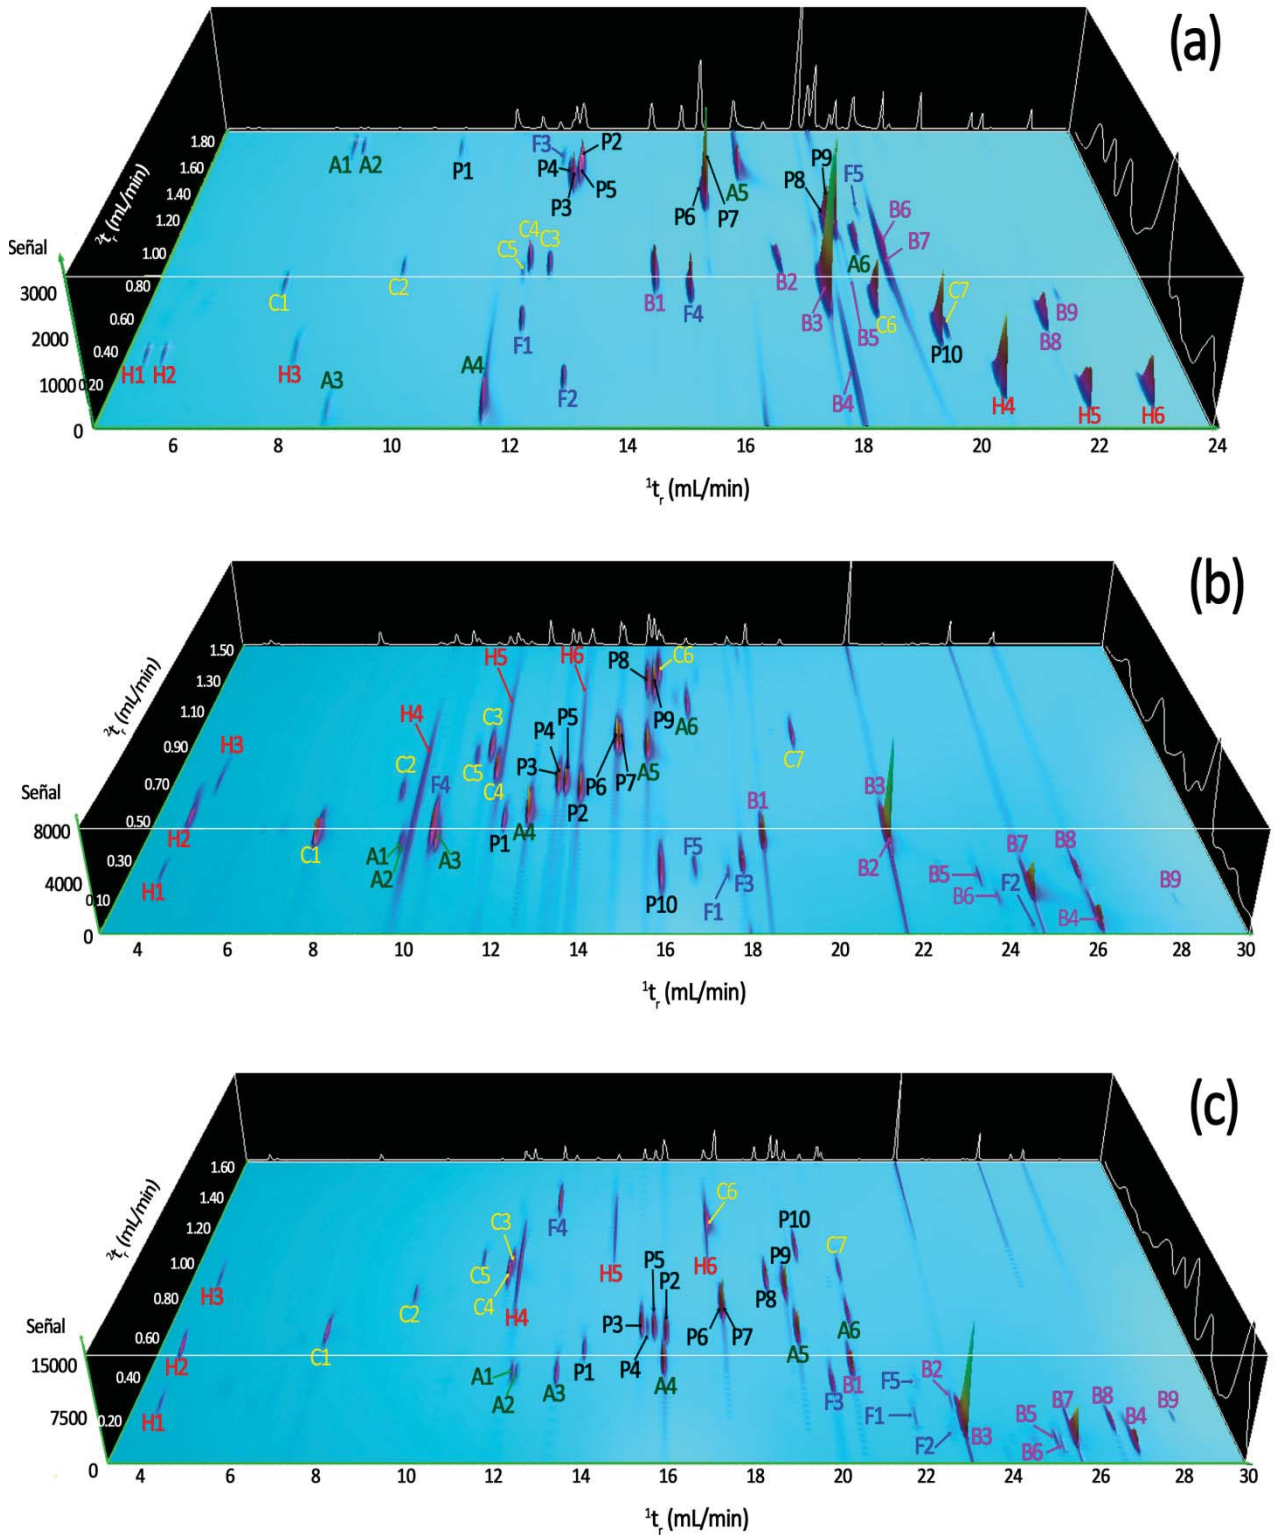 (a)
1.80
1.60
1.40
1.20
1.00
0.80
0.60
0.40
0.20
²tᵣ (mL/min)
Señal
3000
2000
1000
0
A1 A2 P1 F3 P2
P4 P5
P3
A5
P6 P7
P9
P8 F5
B6
B7
C4 C3
C5
C1 C2
B1 F4
B2 A6
B3 B5 C6 C7
B9
B8
P10
F1
H1 H2 H3 A3 A4 F2
B4
H4 H5 H6
6 8 10 12 14 16 18 20 22 24
¹tᵣ (mL/min)
(b)
1.50
1.30
1.10
0.90
0.70
0.50
0.30
0.10
²tᵣ (mL/min)
Señal
8000
4000
0
H5 H6 P8 C6
P9
A6
H4 C3 P4 P5
H3
C2 F4 C5 P3 P6 P7 A5 C7
C4
B3
H2 C1 P1 A4 P2 B1
A1 A3
A2
F5 B2 B7 B8
H1 P10 F1 F3 B5 F2 B9
B6 B4
4 6 8 10 12 14 16 18 20 22 24 26 28 30
¹tᵣ (mL/min)
(c)
1.60
1.40
1.20
1.00
0.80
0.60
0.40
0.20
²tᵣ (mL/min)
Señal
15000
7500
0
C6
C3 F4 P10
C7
P5 P9
H3 C5 H5 P2 H6
C2 C4 H4 P8
P3 P6 P7 A6
H2 C1 P4 A5
P1
A1 A3 A4
A2
B1
B2
F5
F3
H1 F1 B7 B8 B9
F2 B3 B5 B4
B6
4 6 8 10 12 14 16 18 20 22 24 26 28 30
¹tᵣ (mL/min)